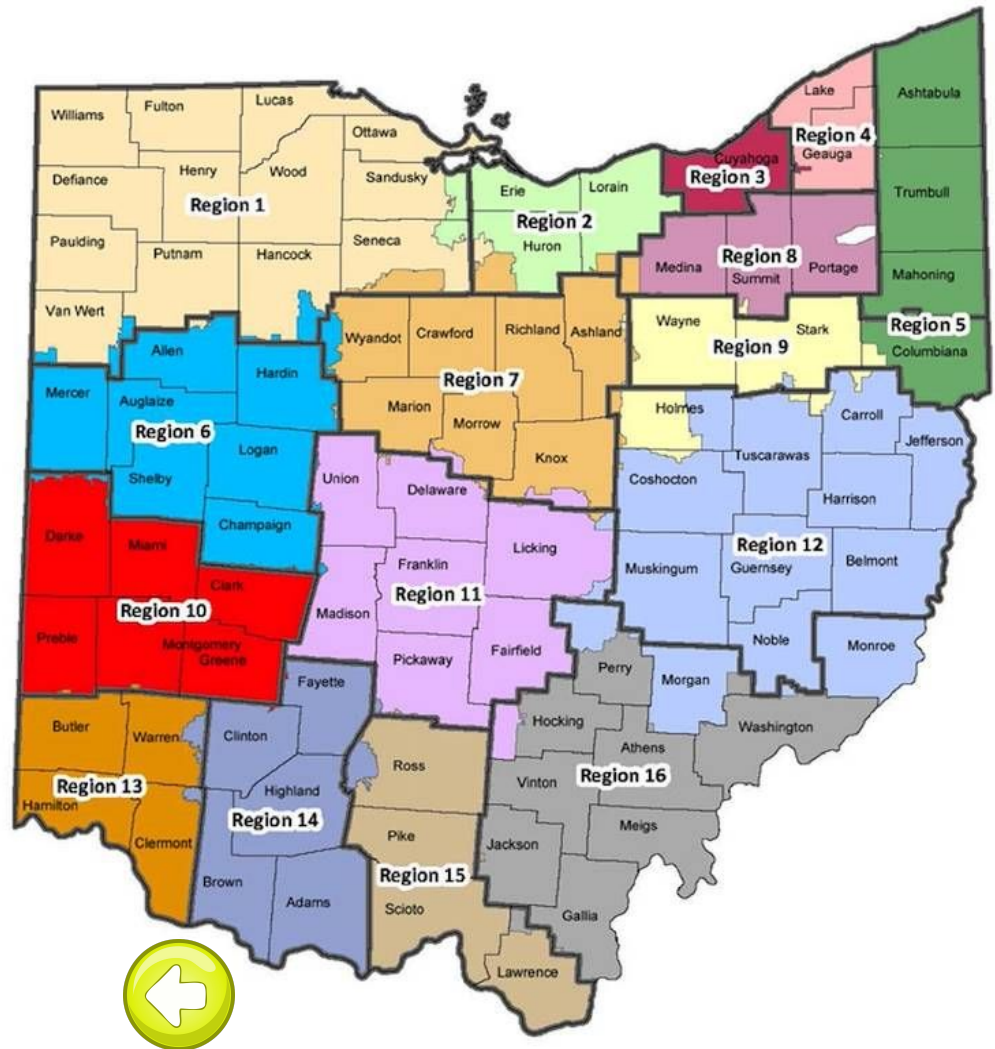 Williams
Fulton
Lucas
Ottawa
Defiance
Henry
Wood
Sandusky
Region 1
Paulding
Putnam
Hancock
Seneca
Van Wert
Erie
Lorain
Region 2
Huron
Cuyahoga
Region 3
Lake
Region 4
Geauga
Ashtabula
Trumbull
Mahoning
Region 5
Columbiana
Medina
Region 8
Summit
Portage
Wayne
Stark
Region 9
Allen
Mercer
Auglaize
Hardin
Region 6
Logan
Shelby
Champaign
Wyandot
Crawford
Richland
Ashland
Region 7
Marion
Morrow
Knox
Holmes
Carroll
Tuscarawas
Jefferson
Coshocton
Harrison
Region 12
Muskingum
Guernsey
Belmont
Noble
Monroe
Morgan
Union
Delaware
Licking
Franklin
Region 11
Madison
Pickaway
Fairfield
Darke
Miami
Clark
Region 10
Preble
Montgomery
Greene
Butler
Warren
Region 13
Hamilton
Clermont
Fayette
Clinton
Highland
Region 14
Brown
Adams
Ross
Pike
Region 15
Scioto
Lawrence
Perry
Hocking
Washington
Athens
Vinton
Region 16
Meigs
Jackson
Gallia